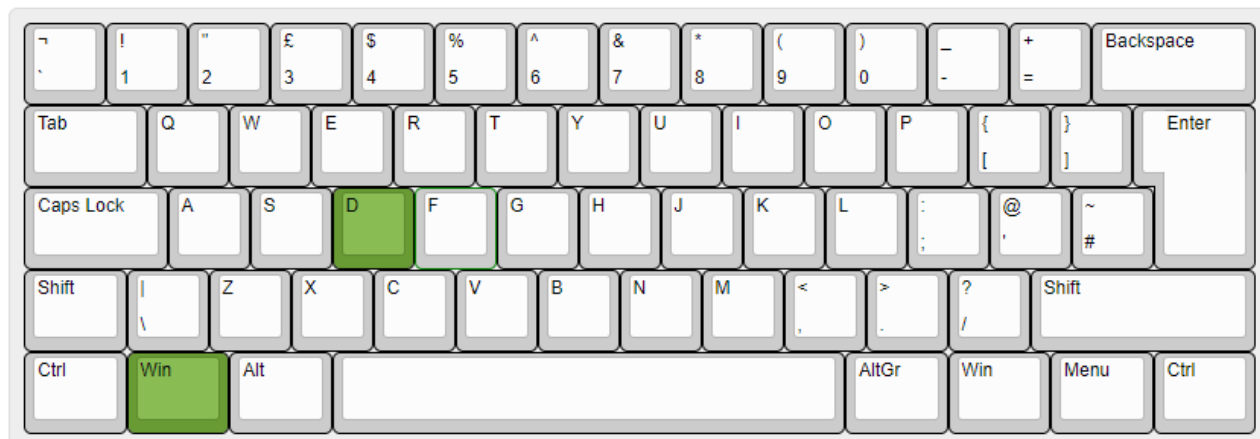 ¬ ! " £ $ % ^ & * ( ) _ + Backspace
` 1 2 3 4 5 6 7 8 9 0 - =
Tab Q W E R T Y U I O P { } Enter
[ ]
Caps Lock A S D F G H J K L : @ ~
; ' #
Shift | Z X C V B N M < > ? Shift
\ , . /
Ctrl Win Alt AltGr Win Menu Ctrl